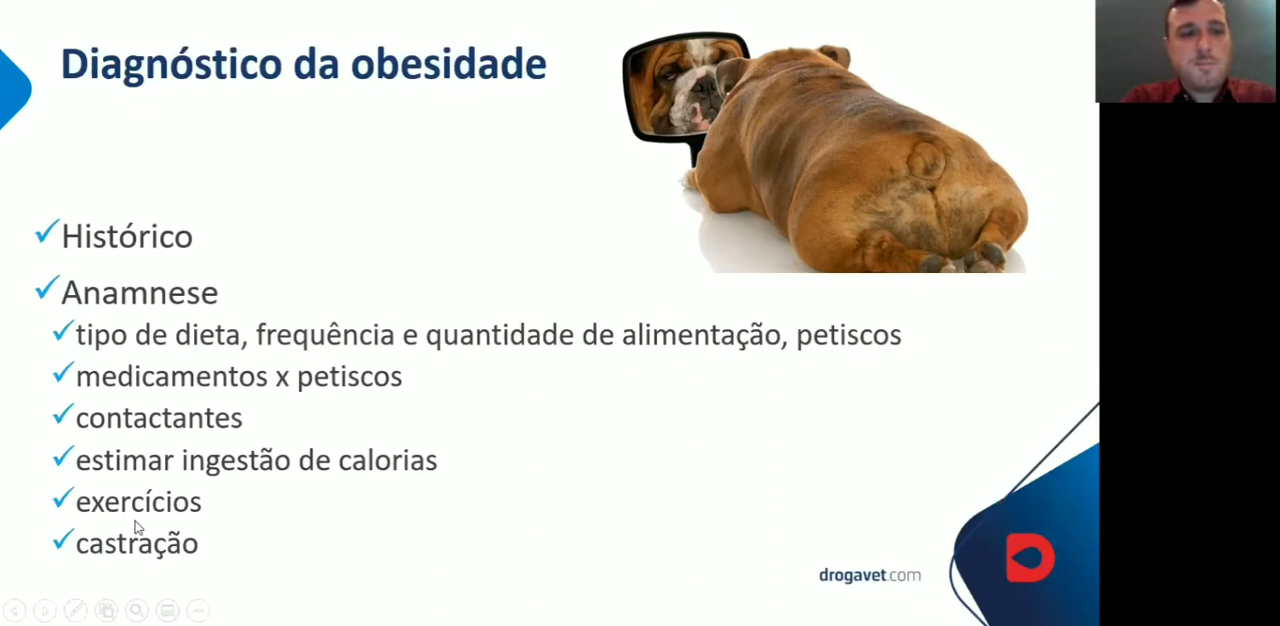 Diagnóstico da obesidade
Histórico
Anamnese
tipo de dieta, frequência e quantidade de alimentação, petiscos
medicamentos x petiscos
contactantes
estimar ingestão de calorias
exercícios
castração
drogavet.com